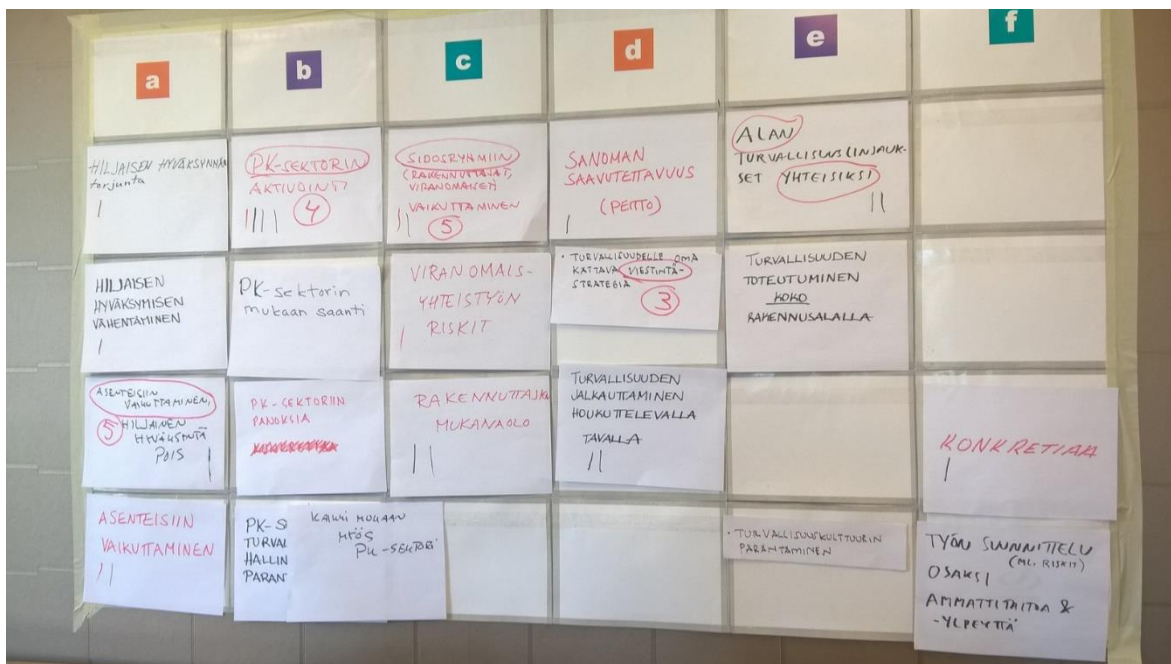 a
b
c
d
e
f
HILJAISEN HYVÄKSYNNÄN
torjunta
HILJAISEN
HYVÄKSYMISEN
VÄHENTÄMINEN
ASENTEISIIN
VAIKUTTAMINEN,
5 HILJAINEN
HYVÄKSYNTÄ
POIS
ASENTEISIIN
VAIKUTTAMINEN
PK-SEKTORIN
AKTIVOINTI
4
PK-sektorin
mukaan saanti
PK-SEKTORIIN
PANOKSIA
PK-S
TURVAL
HALLIN
PARAN
KAIKKI MUKAAN
MYÖS
PK-SEKTORI
SIDOSRYHMIIN
(RAKENNUTTAJAT,
VIRANOMAISET)
VAIKUTTAMINEN
5
VIRANOMAIS-
YHTEISTYÖN
RISKIT
RAKENNUTTAJAN
MUKANAOLO
SANOMAN
SAAVUTETTAVUUS
(PEITTO)
· TURVALLISUUDELLE OMA
KATTAVA VIESTINTÄ-
STRATEGIA
3
TURVALLISUUDEN
JALKAUTTAMINEN
HOUKUTTELEVALLA
TAVALLA
ALAN
TURVALLISUUSLINJAUK-
SET YHTEISIKSI
TURVALLISUUDEN
TOTEUTUMINEN
KOKO
RAKENNUSALALLA
· TURVALLISUUSKULTTUURIN
PARANTAMINEN
KONKRETIAA
TYÖN SUUNNITTELU
(ML. RISKIT)
OSAKSI
AMMATTITAITOA &
-YLPEYTTÄ